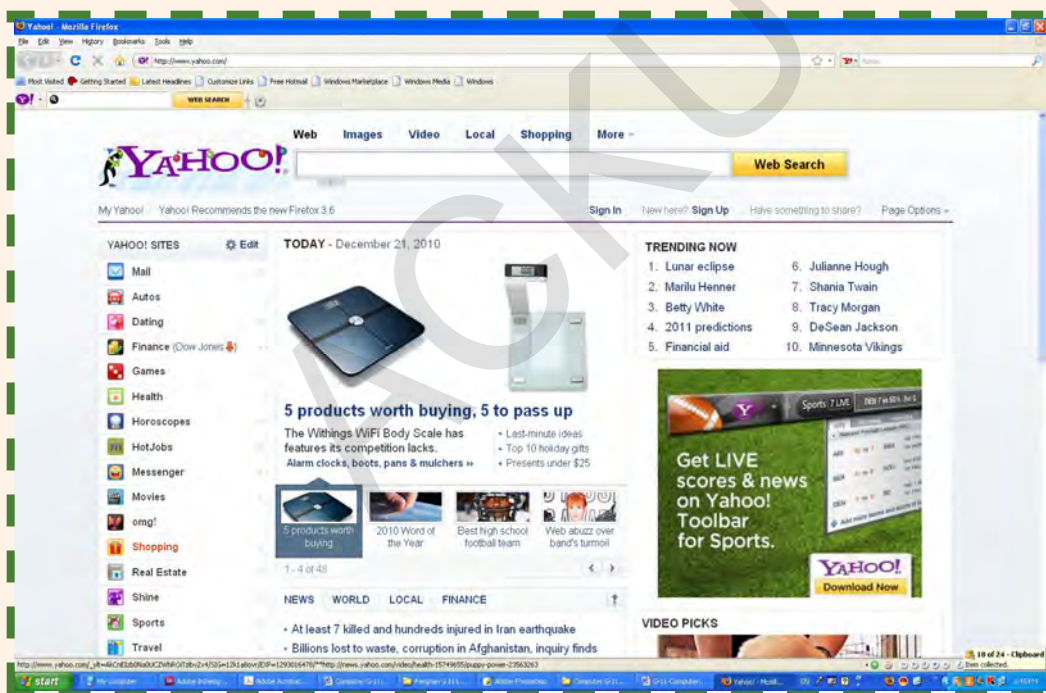 Yahoo! - Mozilla Firefox
File Edit View History Bookmarks Tools Help
http://www.yahoo.com/
Most Visited Getting Started Latest Headlines Customize Links Free Hotmail Windows Marketplace Windows Media Windows
WEB SEARCH
Web Images Video Local Shopping More
YAHOO!
Web Search
My Yahoo! Yahoo! Recommends the new Firefox 3.6
Sign In New here? Sign Up Have something to share? Page Options
YAHOO! SITES Edit
Mail
Autos
Dating
Finance (Dow Jones)
Games
Health
Horoscopes
HotJobs
Messenger
Movies
omg!
Shopping
Real Estate
Shine
Sports
Travel
TODAY - December 21, 2010
5 products worth buying, 5 to pass up
The Withings WiFi Body Scale has
features its competition lacks.
Alarm clocks, boots, pans & mulchers »
• Last-minute ideas
• Top 10 holiday gifts
• Presents under $25
5 products worth
buying
2010 Word of
the Year
Best high school
football team
Web abuzz over
band's turmoil
1 - 4 of 48
NEWS WORLD LOCAL FINANCE
• At least 7 killed and hundreds injured in Iran earthquake
• Billions lost to waste, corruption in Afghanistan, inquiry finds
TRENDING NOW
1. Lunar eclipse
2. Marilu Henner
3. Betty White
4. 2011 predictions
5. Financial aid
6. Julianne Hough
7. Shania Twain
8. Tracy Morgan
9. DeSean Jackson
10. Minnesota Vikings
Sports 7 LIVE
Get LIVE
scores & news
on Yahoo!
Toolbar
for Sports.
YAHOO!
Download Now
VIDEO PICKS
18 of 24 - Clipboard
Item collected.
start
ACKU